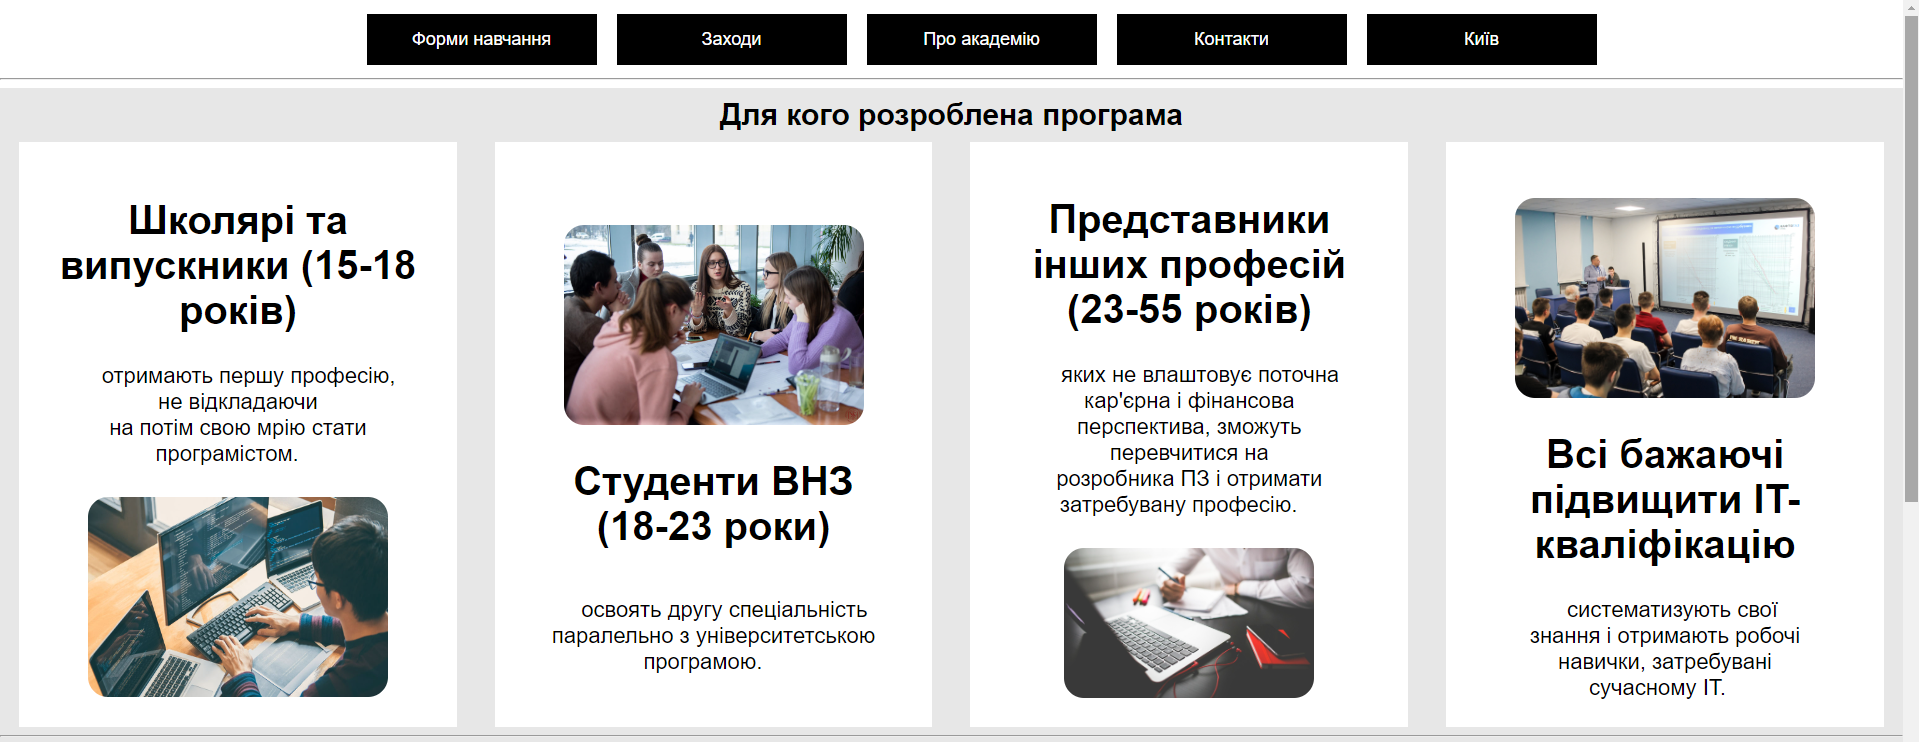 Форми навчання
Заходи
Про академію
Контакти
Київ
Для кого розроблена програма
Школярі та
випускники (15-18
років)
отримають першу професію,
не відкладаючи
на потім свою мрію стати
програмістом.
Студенти ВНЗ
(18-23 роки)
освоять другу спеціальність
паралельно з університетською
програмою.
Представники
інших професій
(23-55 років)
яких не влаштовує поточна
кар'єрна і фінансова
перспектива, зможуть
перевчитися на
розробника ПЗ і отримати
затребувану професію.
Всі бажаючі
підвищити ІТ-
кваліфікацію
систематизують свої
знання і отримають робочі
навички, затребувані
сучасному ІТ.